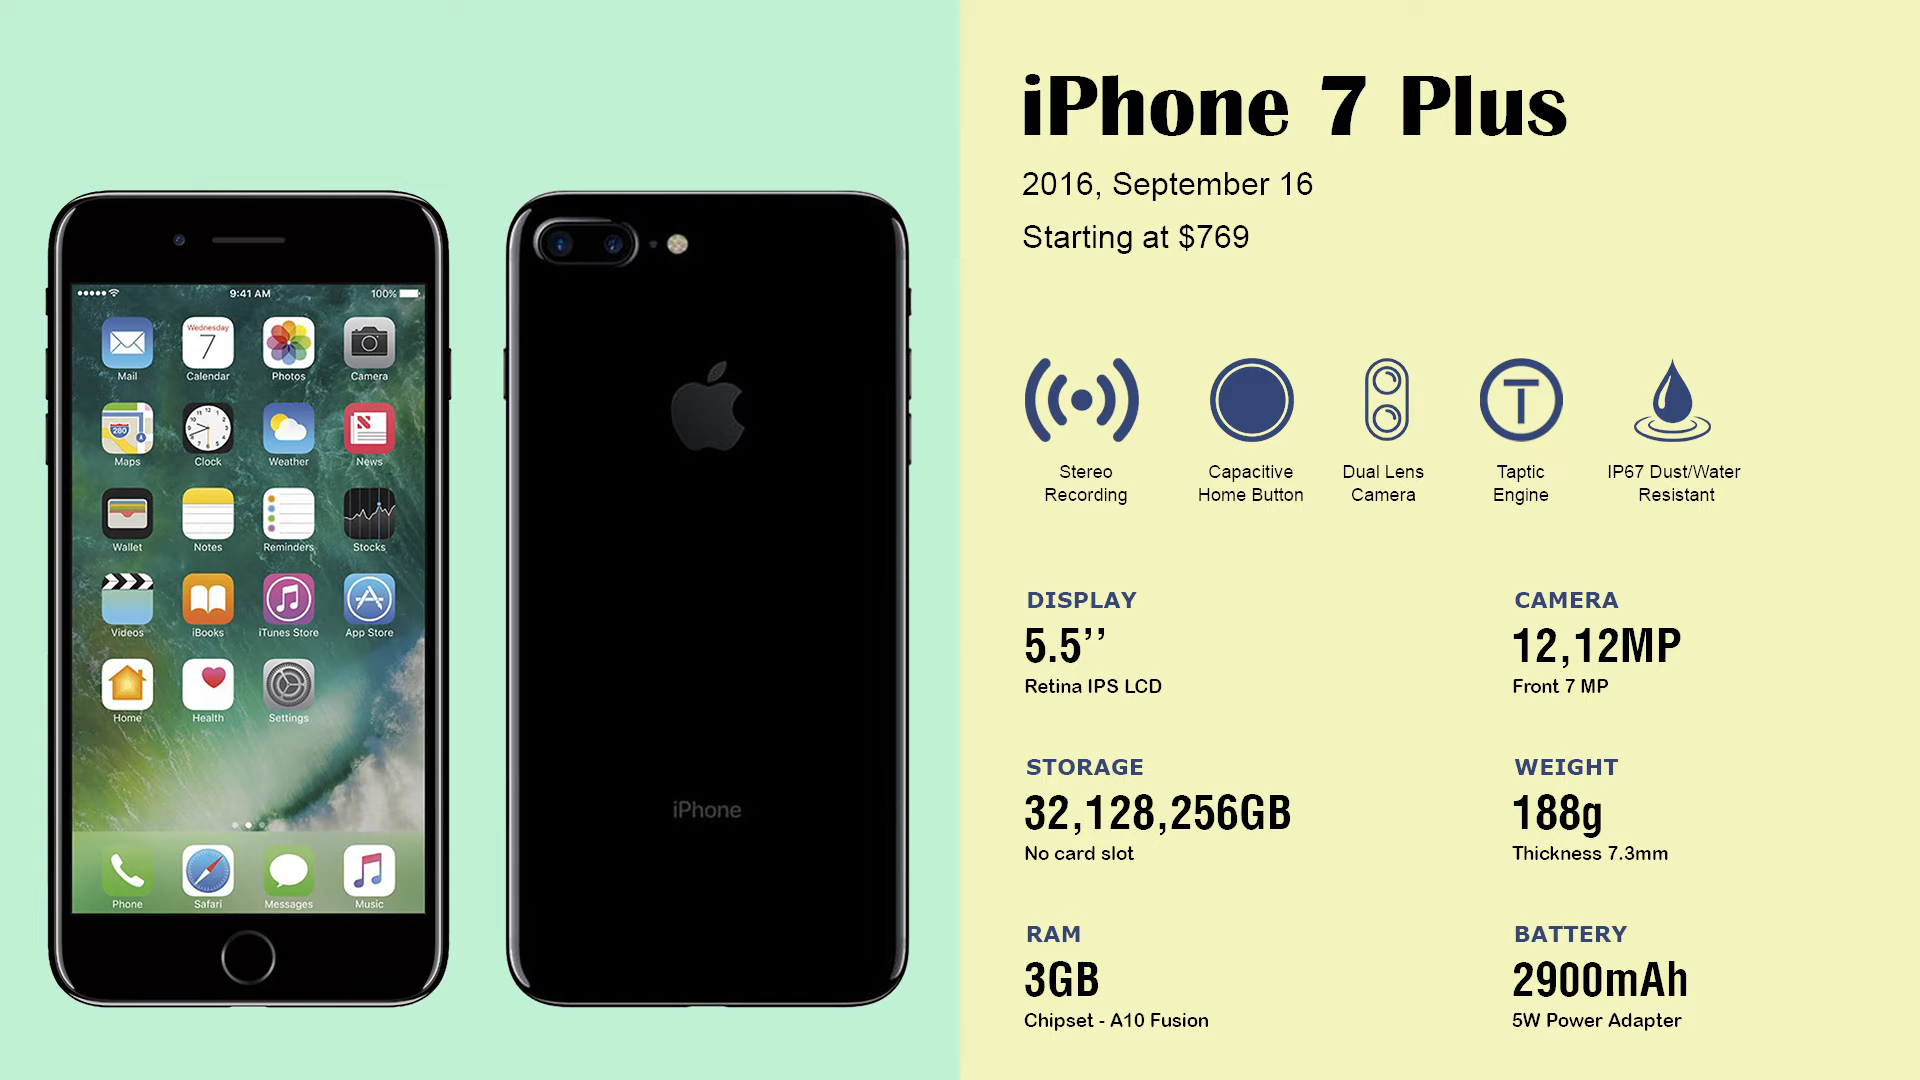 9:41 AM
100%
Wednesday
7
Mail
Calendar
Photos
Camera
280
Maps
Clock
Weather
News
Wallet
Notes
Reminders
Stocks
Videos
iBooks
iTunes Store
App Store
Home
Health
Settings
Phone
Safari
Messages
Music
iPhone
iPhone 7 Plus
2016, September 16
Starting at $769
T
Stereo
Recording
Capacitive
Home Button
Dual Lens
Camera
Taptic
Engine
IP67 Dust/Water
Resistant
DISPLAY
5.5’’
Retina IPS LCD
CAMERA
12,12MP
Front 7 MP
STORAGE
32,128,256GB
No card slot
WEIGHT
188g
Thickness 7.3mm
RAM
3GB
Chipset - A10 Fusion
BATTERY
2900mAh
5W Power Adapter